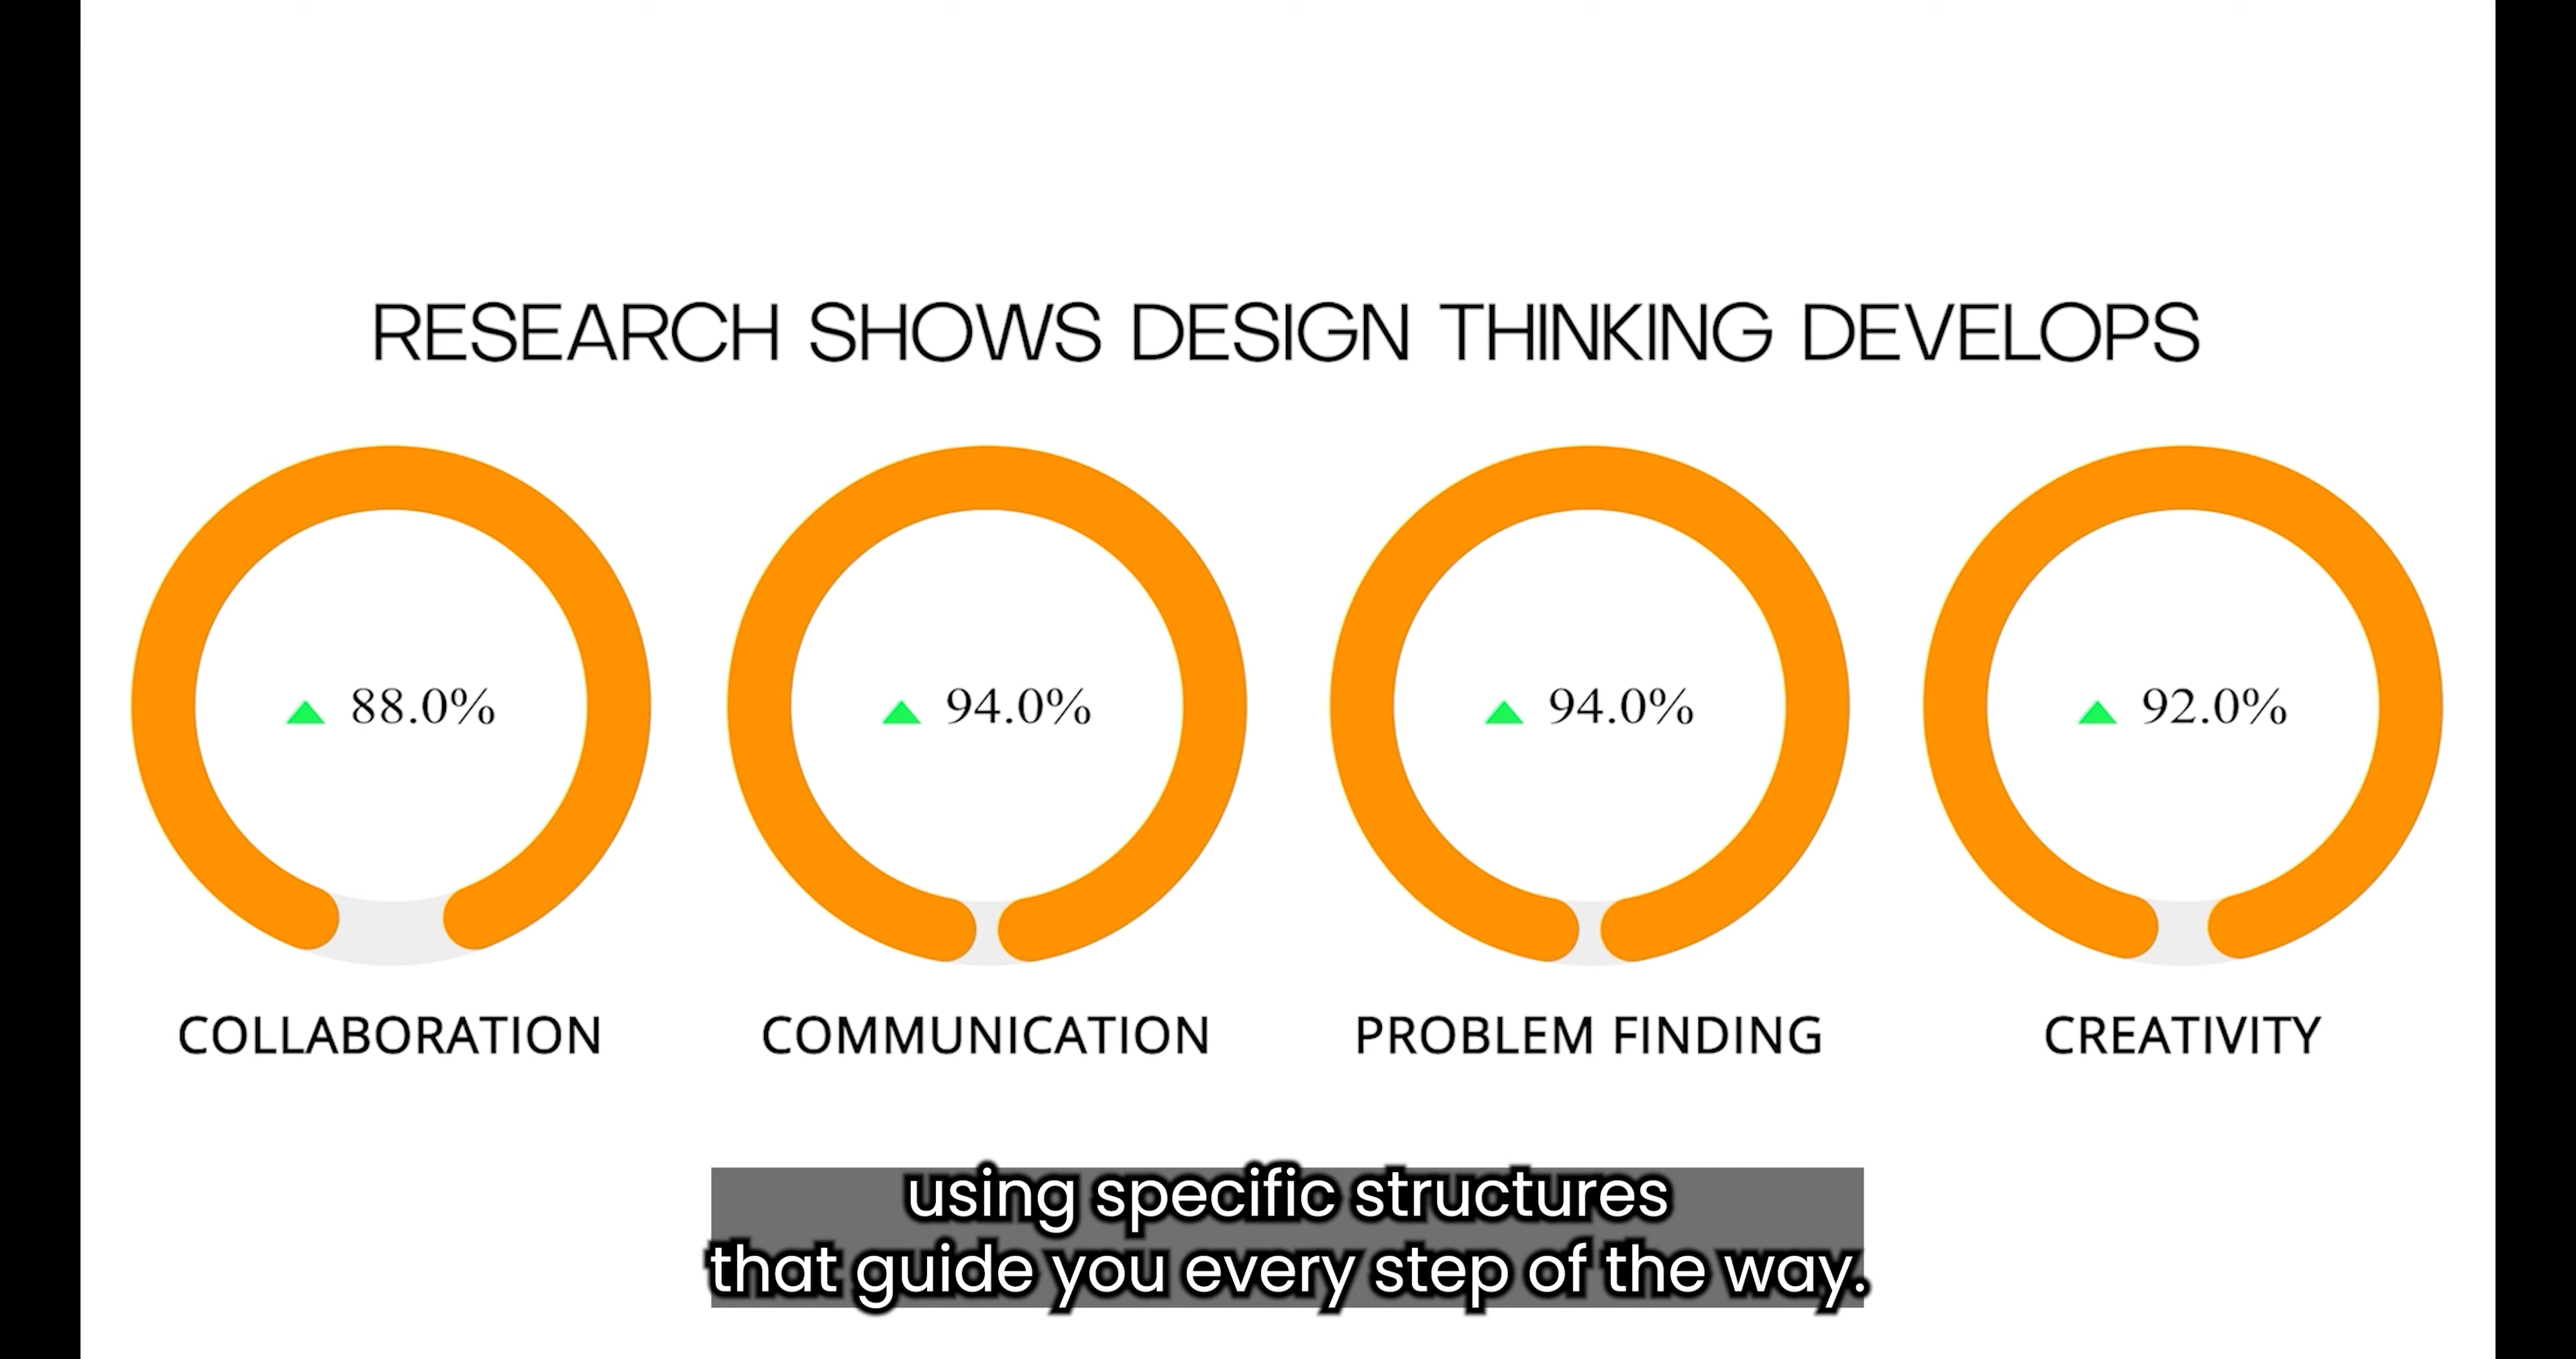 RESEARCH SHOWS DESIGN THINKING DEVELOPS
88.0%
94.0%
94.0%
92.0%
COLLABORATION
COMMUNICATION
PROBLEM FINDING
CREATIVITY
using specific structures
that guide you every step of the way.